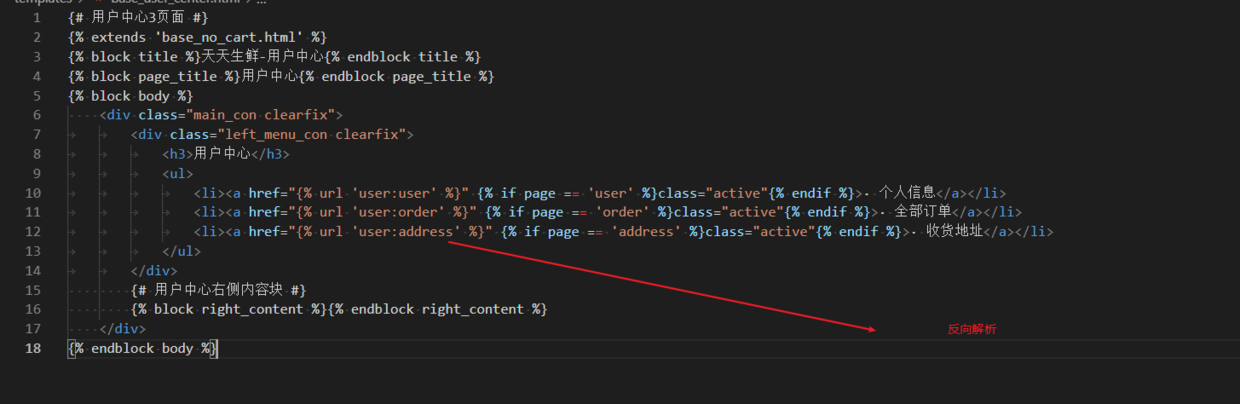 templates > base_user_center.html > ...
1 {# 用户中心3页面 #}
2 {% extends 'base_no_cart.html' %}
3 {% block title %}天天生鲜-用户中心{% endblock title %}
4 {% block page_title %}用户中心{% endblock page_title %}
5 {% block body %}
6 <div class="main_con clearfix">
7 <div class="left_menu_con clearfix">
8 <h3>用户中心</h3>
9 <ul>
10 <li><a href="{% url 'user:user' %}" {% if page == 'user' %}class="active"{% endif %}>· 个人信息</a></li>
11 <li><a href="{% url 'user:order' %}" {% if page == 'order' %}class="active"{% endif %}>· 全部订单</a></li>
12 <li><a href="{% url 'user:address' %}" {% if page == 'address' %}class="active"{% endif %}>· 收货地址</a></li>
13 </ul>
14 </div>
15 {# 用户中心右侧内容块 #}
16 {% block right_content %}{% endblock right_content %}
17 </div>
反向解析
18 {% endblock body %}